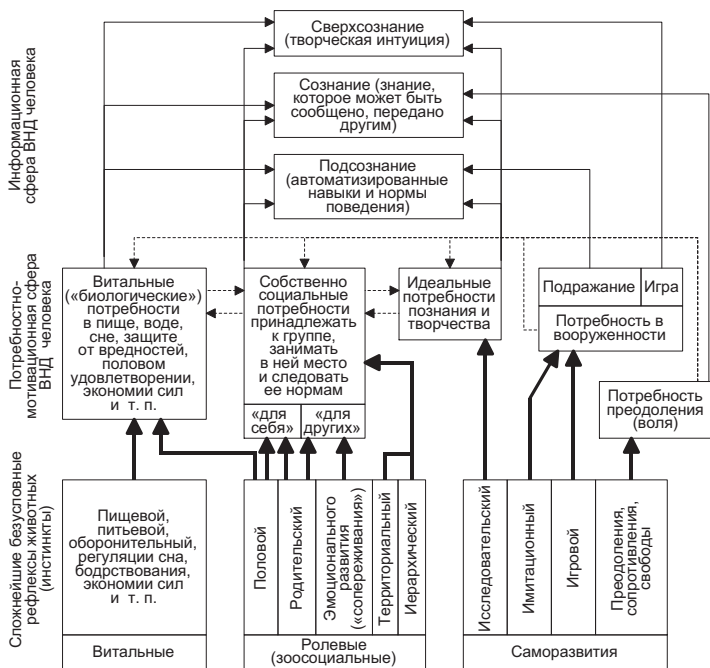 Информационная
сфера ВНД человека
Сверхсознание
(творческая интуиция)
Сознание (знание,
которое может быть
сообщено, передано
другим)
Подсознание
(автоматизированные
навыки и нормы
поведения)
Потребностно-
мотивационная сфера
ВНД человека
Витальные
(«биологические»)
потребности
в пище, воде,
сне, защите
от вредностей,
половом
удовлетворении,
экономии сил
и т. п.
Собственно
социальные
потребности
принадлежать
к группе,
занимать
в ней место
и следовать
ее нормам
«для
себя»
«для
других»
Идеальные
потребности
познания и
творчества
Подражание
Игра
Потребность в
вооруженности
Потребность
преодоления
(воля)
Сложнейшие безусловные
рефлексы животных
(инстинкты)
Пищевой,
питьевой,
оборонительный,
регуляции сна,
бодрствования,
экономии сил
и т. п.
Витальные
Половой
Родительский
Эмоционального
развития
(«сопереживания»)
Территориальный
Иерархический
Ролевые
(зоосоциальные)
Исследовательский
Имитационный
Игровой
Преодоления,
сопротивления,
свободы
Саморазвития